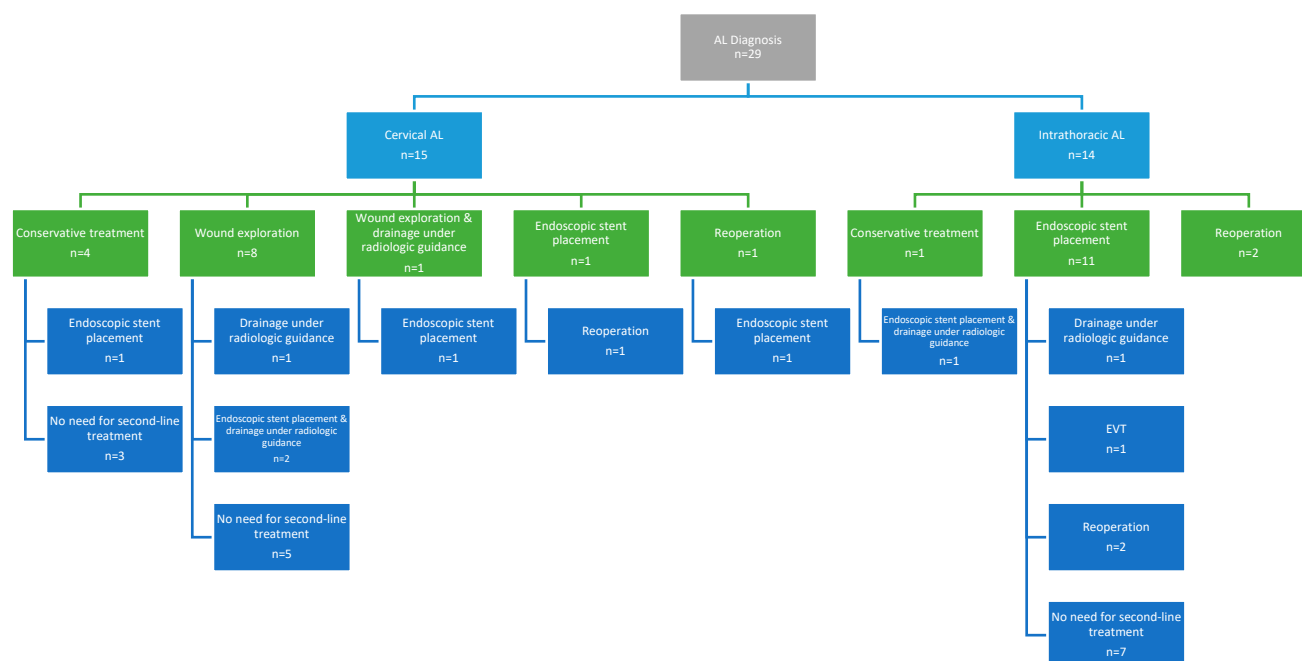 AL Diagnosis
n=29
Cervical AL
n=15
Intrathoracic AL
n=14
Conservative treatment
n=4
Wound exploration
n=8
Wound exploration &
drainage under
radiologic guidance
n=1
Endoscopic stent
placement
n=1
Reoperation
n=1
Conservative treatment
n=1
Endoscopic stent
placement
n=11
Reoperation
n=2
Endoscopic stent
placement
n=1
Drainage under
radiologic guidance
n=1
Endoscopic stent
placement
n=1
Reoperation
n=1
Endoscopic stent
placement
n=1
Endoscopic stent placement &
drainage under radiologic
guidance
n=1
Drainage under
radiologic guidance
n=1
No need for second-line
treatment
n=3
Endoscopic stent placement &
drainage under radiologic
guidance
n=2
EVT
n=1
No need for second-line
treatment
n=5
Reoperation
n=2
No need for second-line
treatment
n=7